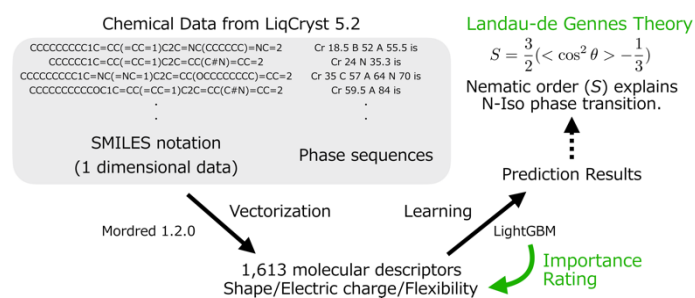 Chemical Data from LiqCryst 5.2
CCCCCCCCC1C=CC(=CC=1)C2C=NC(CCCCCC)=NC=2 Cr 18.5 B 52 A 55.5 is
CCCCCC1C=CC(=CC=1)C2C=CC(C#N)=CC=2 Cr 24 N 35.3 is
CCCCCCCCC1=NC(=NC=1)C2C=CC(OCCCCCCCCC)=CC=2 Cr 35 C 57 A 64 N 70 is
CCCCCCCCCCOC1C=CC(=CC=1)C2C=CC(C#N)=CC=2 Cr 59.5 A 84 is
. .
. .
SMILES notation
(1 dimensional data)
Phase sequences
Landau-de Gennes Theory
S = 3/2(< cos² θ > − 1/3)
Nematic order (S) explains
N-Iso phase transition.
Prediction Results
Vectorization
Learning
Mordred 1.2.0
LightGBM
1,613 molecular descriptors
Shape/Electric charge/Flexibility
Importance
Rating